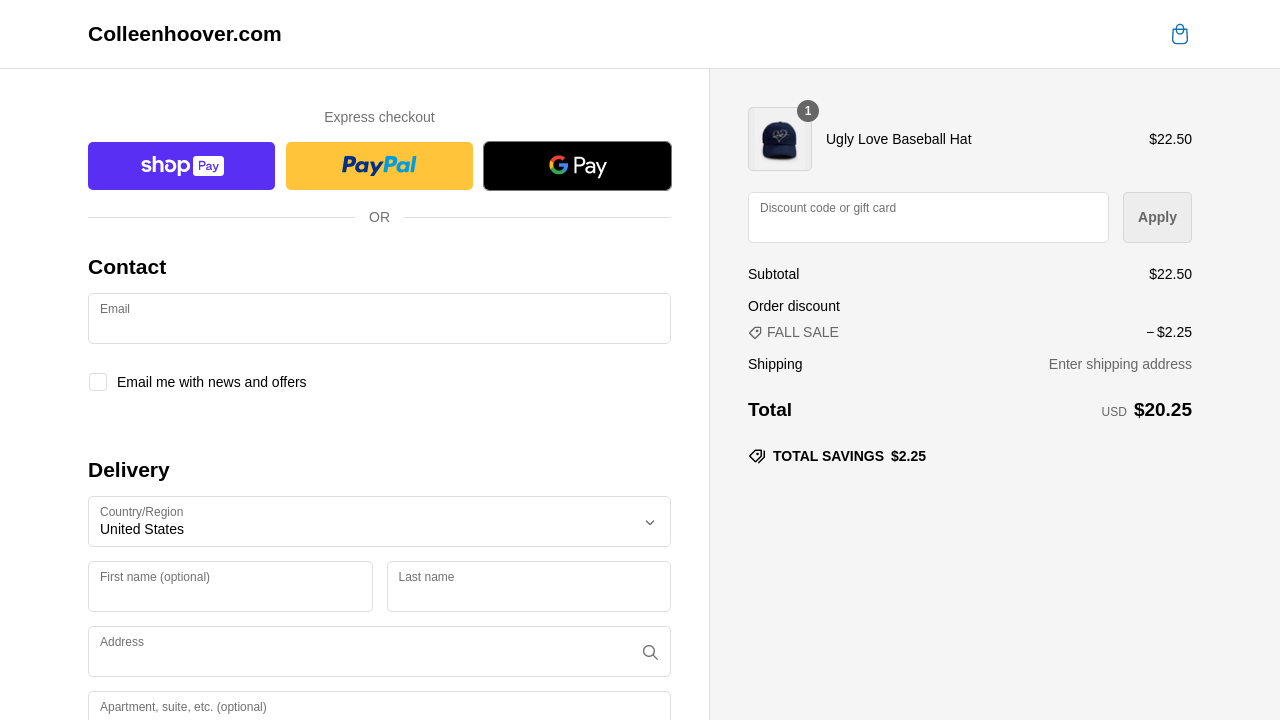 Colleenhoover.com
Express checkout
shop Pay
PayPal
G Pay
OR
Contact
Email
Email me with news and offers
Delivery
Country/Region
United States
First name (optional)
Last name
Address
Apartment, suite, etc. (optional)
1
Ugly Love Baseball Hat
$22.50
Discount code or gift card
Apply
Subtotal
$22.50
Order discount
FALL SALE
− $2.25
Shipping
Enter shipping address
Total
USD $20.25
TOTAL SAVINGS $2.25